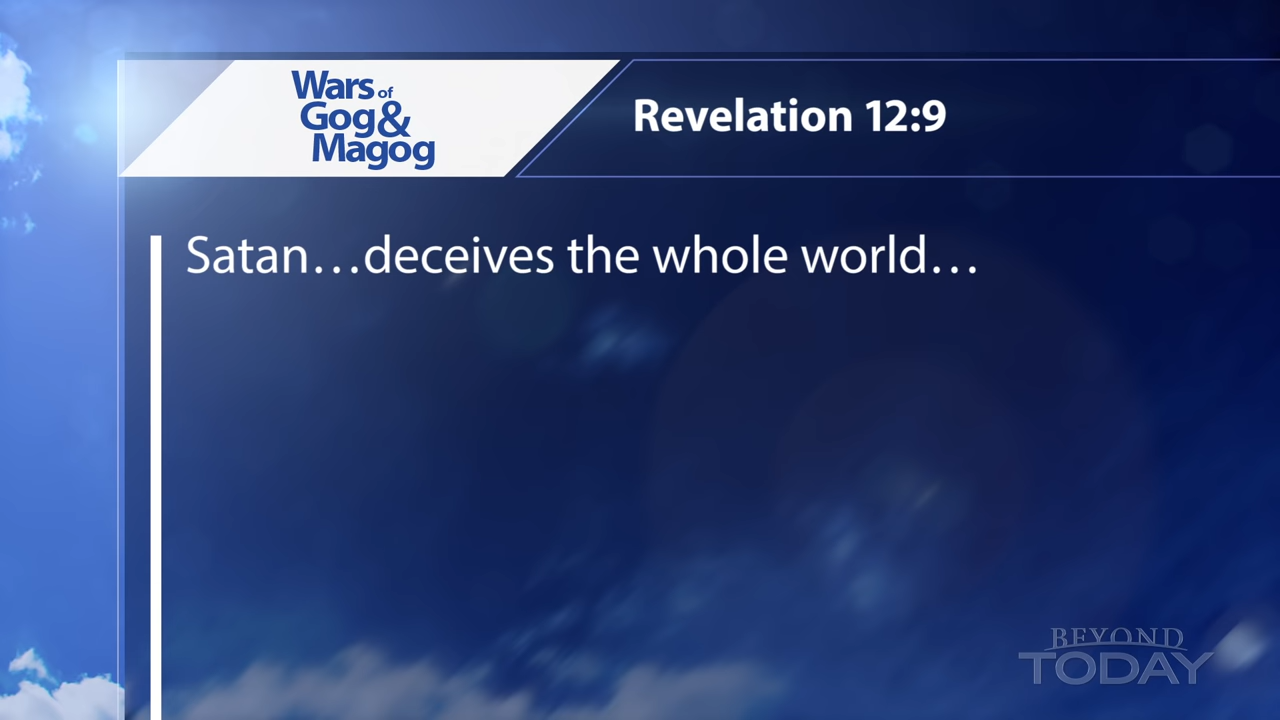 Wars of
Gog&
Magog
Revelation 12:9
Satan…deceives the whole world…
BEYOND
TODAY